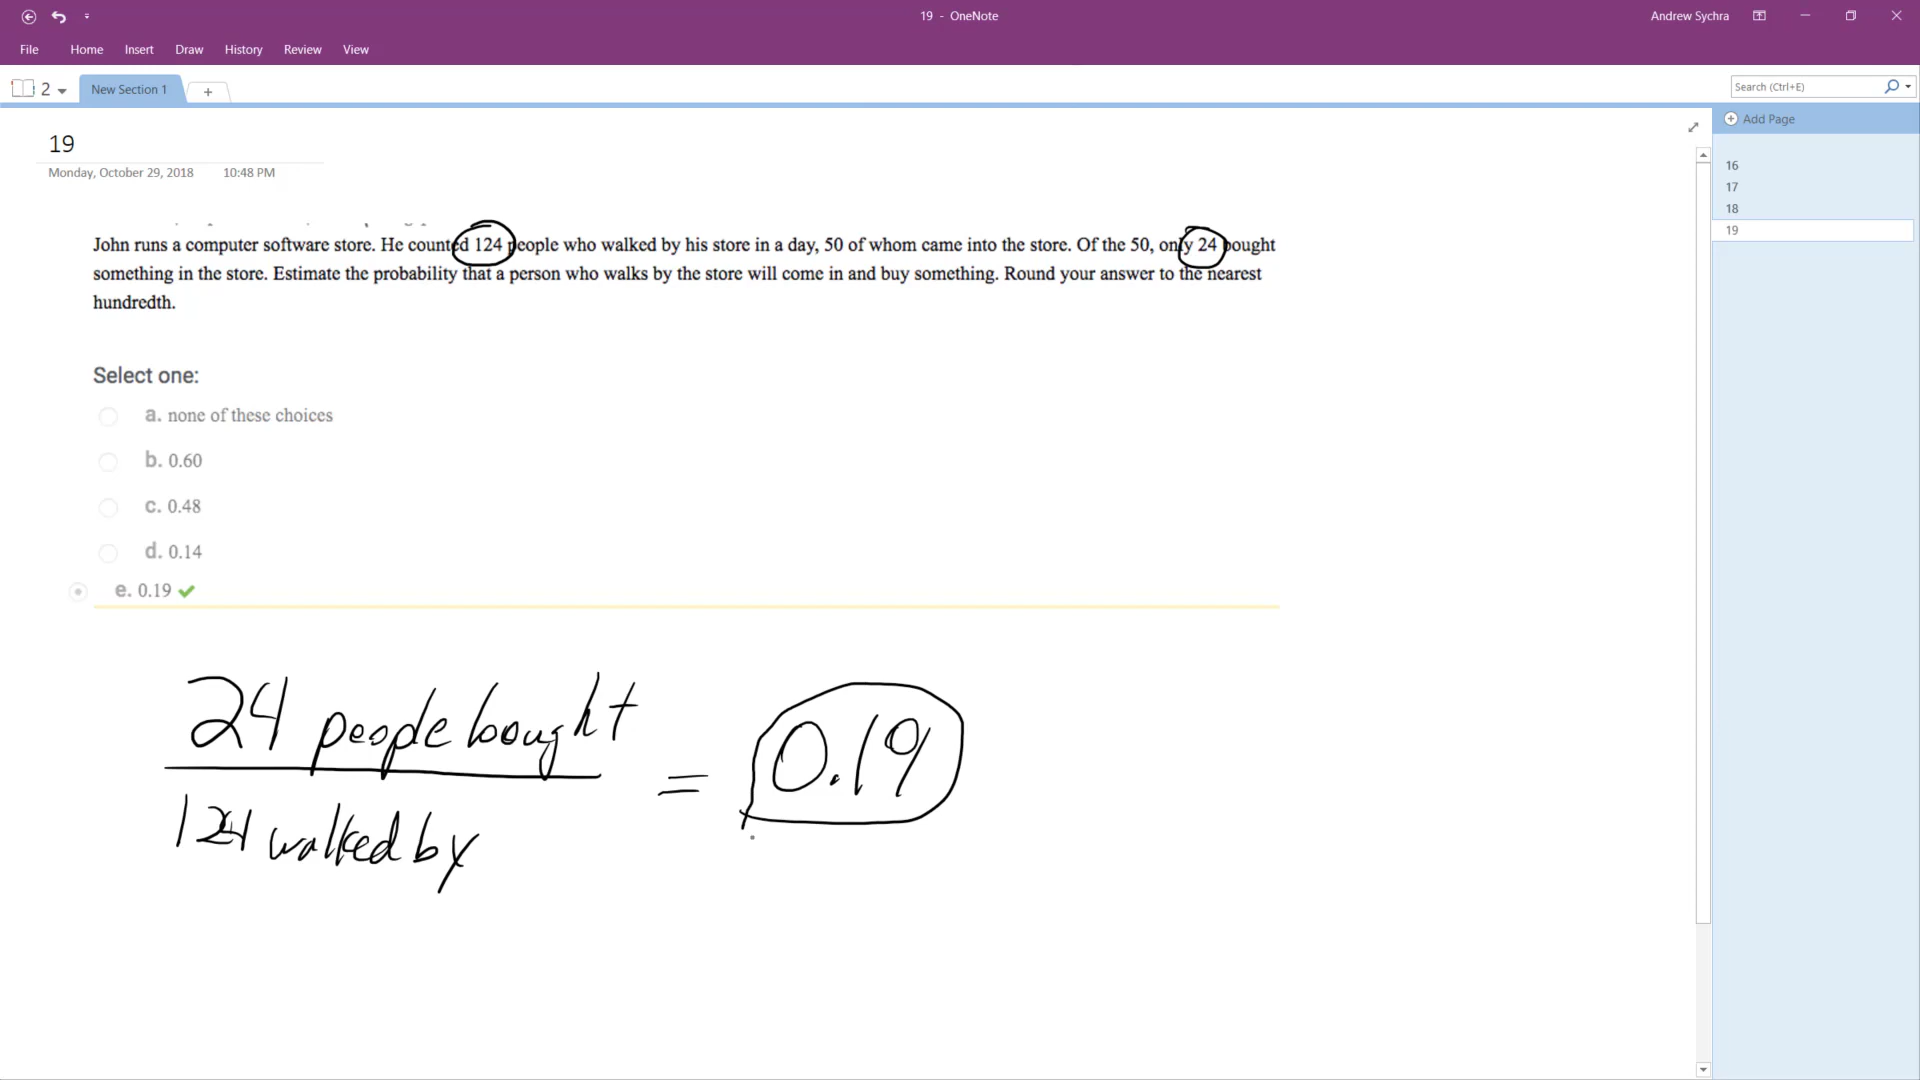 19 - OneNote
Andrew Sychra
File Home Insert Draw History Review View
2
New Section 1
+
Search (Ctrl+E)
Add Page
19
Monday, October 29, 2018 10:48 PM
16
17
18
19
John runs a computer software store. He counted 124 people who walked by his store in a day, 50 of whom came into the store. Of the 50, only 24 bought
something in the store. Estimate the probability that a person who walks by the store will come in and buy something. Round your answer to the nearest
hundredth.
Select one:
a. none of these choices
b. 0.60
c. 0.48
d. 0.14
e. 0.19
24 people bought
124 walked by
= 0.19